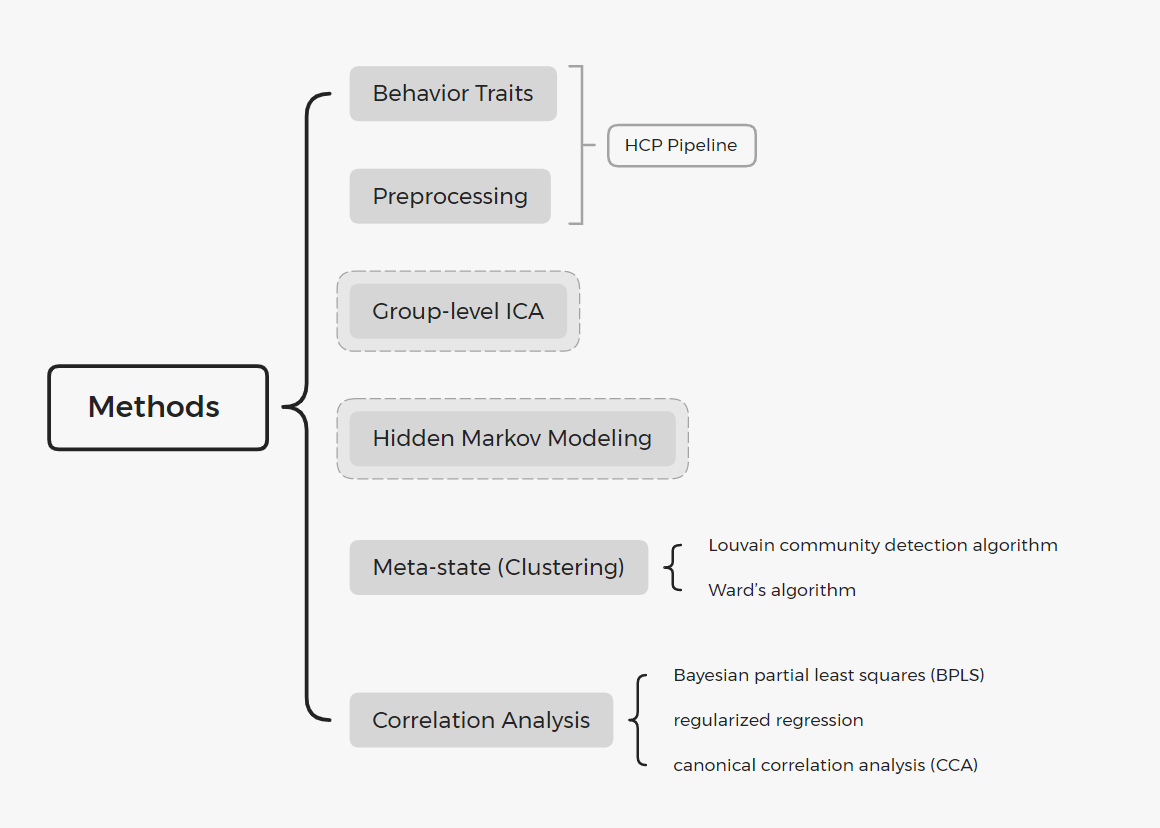 Behavior Traits
HCP Pipeline
Preprocessing
Group-level ICA
Methods
Hidden Markov Modeling
Meta-state (Clustering)
Louvain community detection algorithm
Ward's algorithm
Correlation Analysis
Bayesian partial least squares (BPLS)
regularized regression
canonical correlation analysis (CCA)